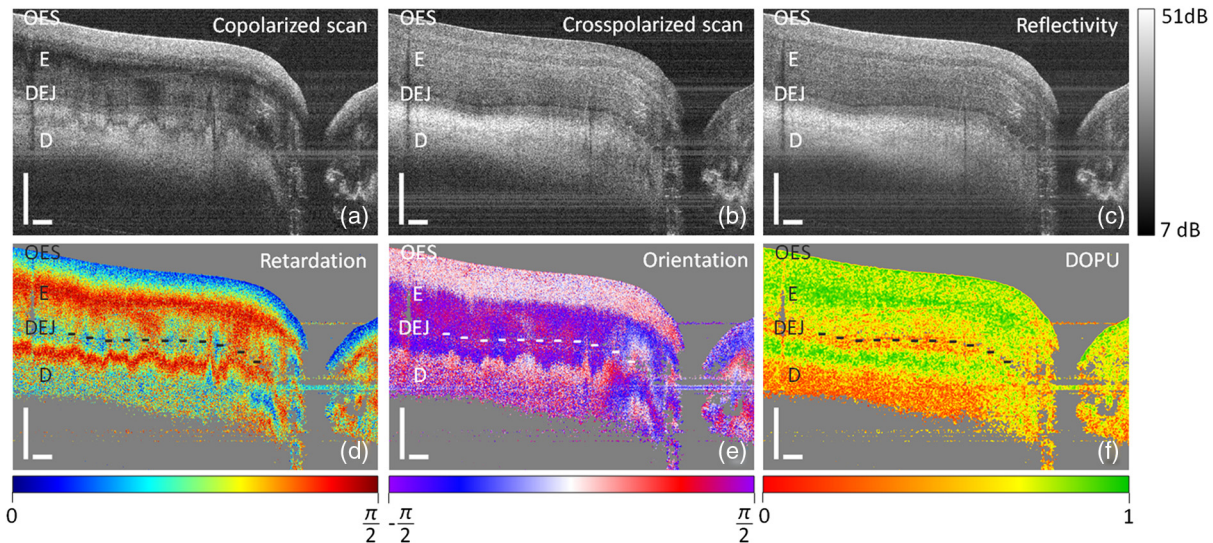 OES
Copolarized scan
E
DEJ
D
(a)
OES
Crosspolarized scan
E
DEJ
D
(b)
OES
Reflectivity
E
DEJ
D
(c)
51dB
7 dB
OES
Retardation
E
DEJ
D
(d)
OES
Orientation
E
DEJ
D
(e)
OES
DOPU
E
DEJ
D
(f)
0
π/2
-π/2
π/2
0
1